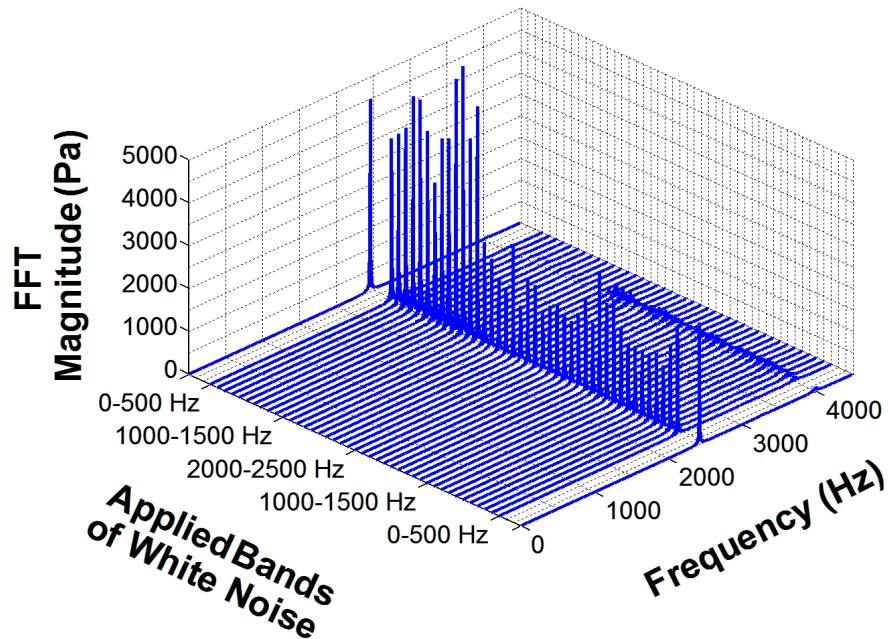 FFT
Magnitude (Pa)
5000
4000
3000
2000
1000
0
0-500 Hz
1000-1500 Hz
2000-2500 Hz
1000-1500 Hz
0-500 Hz
Applied Bands
of White Noise
0
1000
2000
3000
4000
Frequency (Hz)